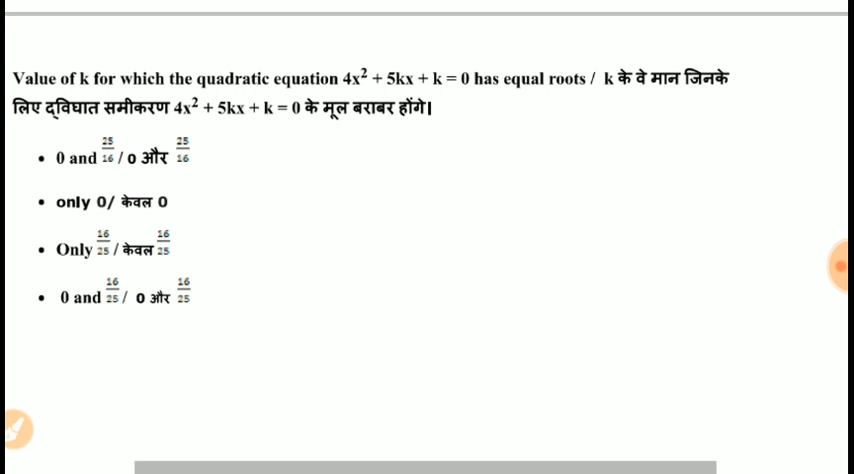 Value of k for which the quadratic equation 4x² + 5kx + k = 0 has equal roots / k के वे मान जिनके
लिए द्विघात समीकरण 4x² + 5kx + k = 0 के मूल बराबर होंगे।
• 0 and 25/16 / 0 और 25/16
• only 0/ केवल 0
• Only 16/25 / केवल 16/25
• 0 and 16/25 / 0 और 16/25